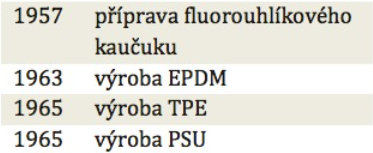 1957 příprava fluorouhlíkového
kaučuku
1963 výroba EPDM
1965 výroba TPE
1965 výroba PSU